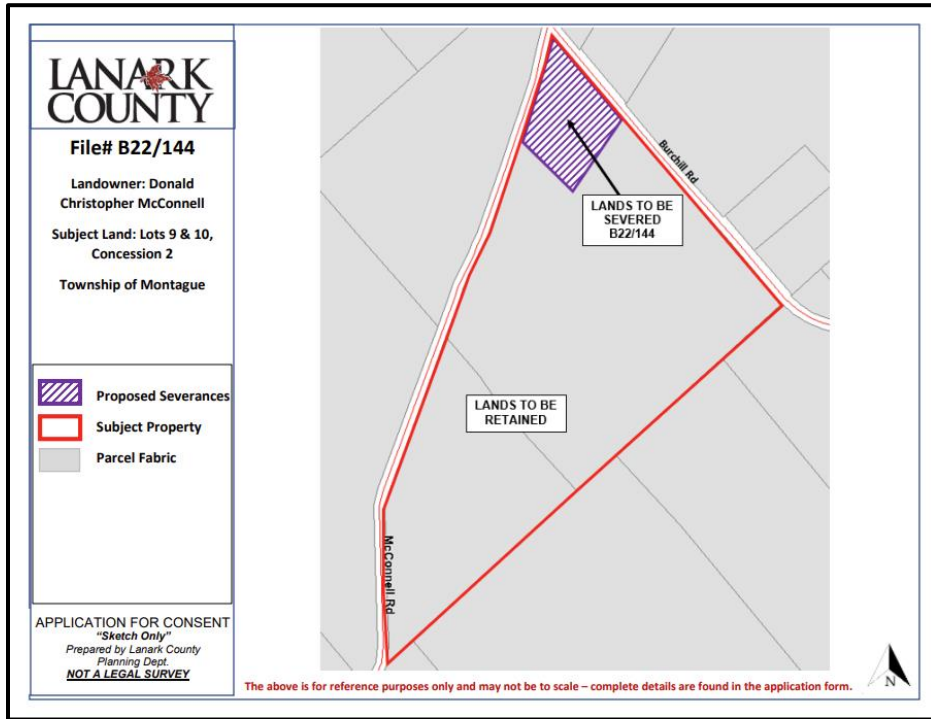 LANARK
COUNTY
File# B22/144
Landowner: Donald
Christopher McConnell
Subject Land: Lots 9 & 10,
Concession 2
Township of Montague
Proposed Severances
Subject Property
Parcel Fabric
APPLICATION FOR CONSENT
"Sketch Only"
Prepared by Lanark County
Planning Dept.
NOT A LEGAL SURVEY
Burchill Rd
LANDS TO BE
SEVERED
B22/144
LANDS TO BE
RETAINED
McConnell Rd
The above is for reference purposes only and may not be to scale – complete details are found in the application form.
N